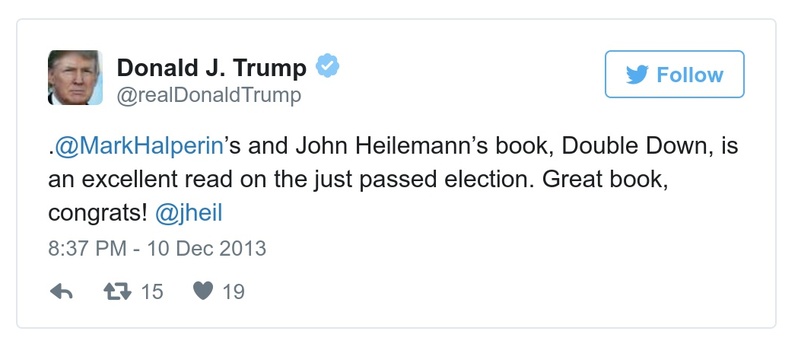 Donald J. Trump
@realDonaldTrump
Follow
.@MarkHalperin’s and John Heilemann’s book, Double Down, is
an excellent read on the just passed election. Great book,
congrats! @jheil
8:37 PM - 10 Dec 2013
15 19